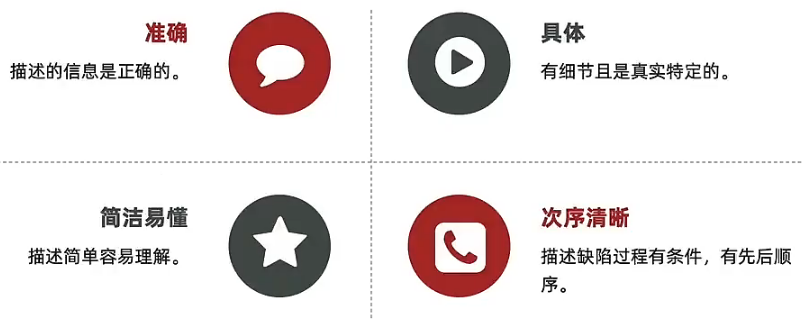 准确
描述的信息是正确的。
具体
有细节且是真实特定的。
简洁易懂
描述简单容易理解。
次序清晰
描述缺陷过程有条件，有先后顺
序。